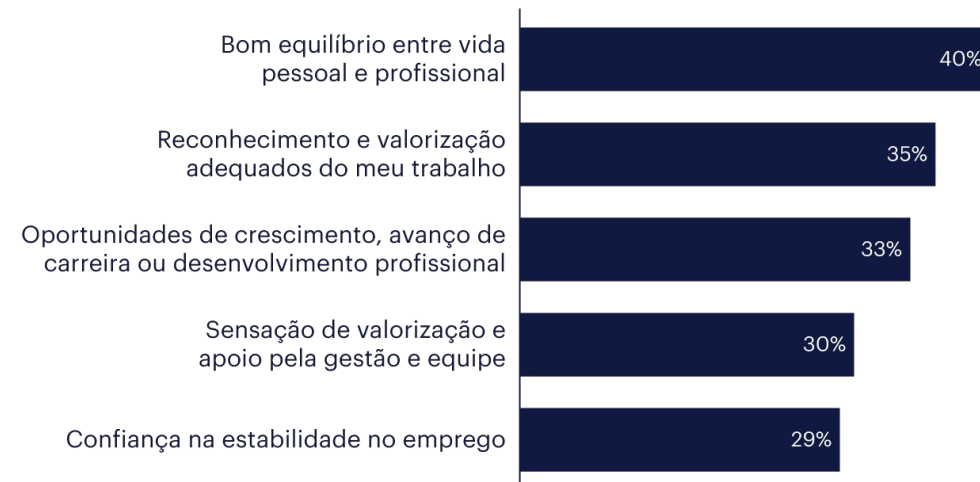 Bom equilíbrio entre vida
pessoal e profissional
40%
Reconhecimento e valorização
adequados do meu trabalho
35%
Oportunidades de crescimento, avanço de
carreira ou desenvolvimento profissional
33%
Sensação de valorização e
apoio pela gestão e equipe
30%
Confiança na estabilidade no emprego
29%